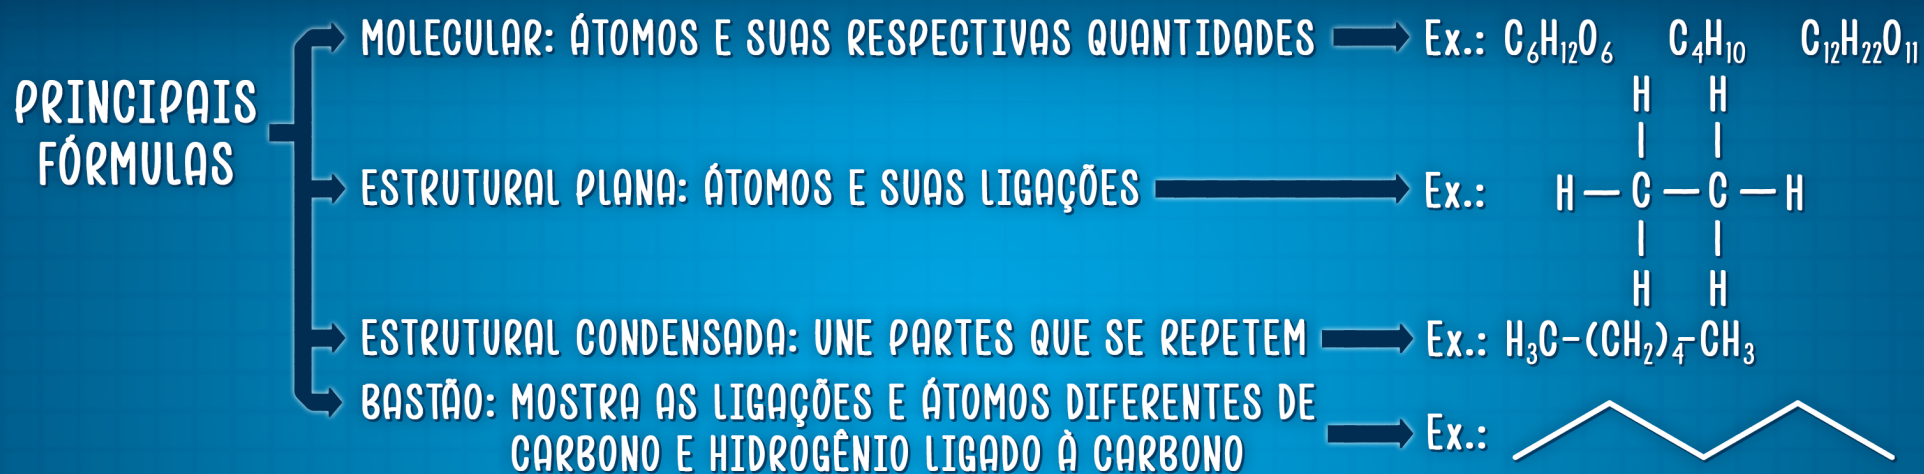 PRINCIPAIS
FÓRMULAS
MOLECULAR: ÁTOMOS E SUAS RESPECTIVAS QUANTIDADES
Ex.: C₆H₁₂O₆ C₄H₁₀ C₁₂H₂₂O₁₁
ESTRUTURAL PLANA: ÁTOMOS E SUAS LIGAÇÕES
Ex.:
H H
H — C — C — H
H H
ESTRUTURAL CONDENSADA: UNE PARTES QUE SE REPETEM
Ex.: H₃C-(CH₂)₄-CH₃
BASTÃO: MOSTRA AS LIGAÇÕES E ÁTOMOS DIFERENTES DE
CARBONO E HIDROGÊNIO LIGADO À CARBONO
Ex.: